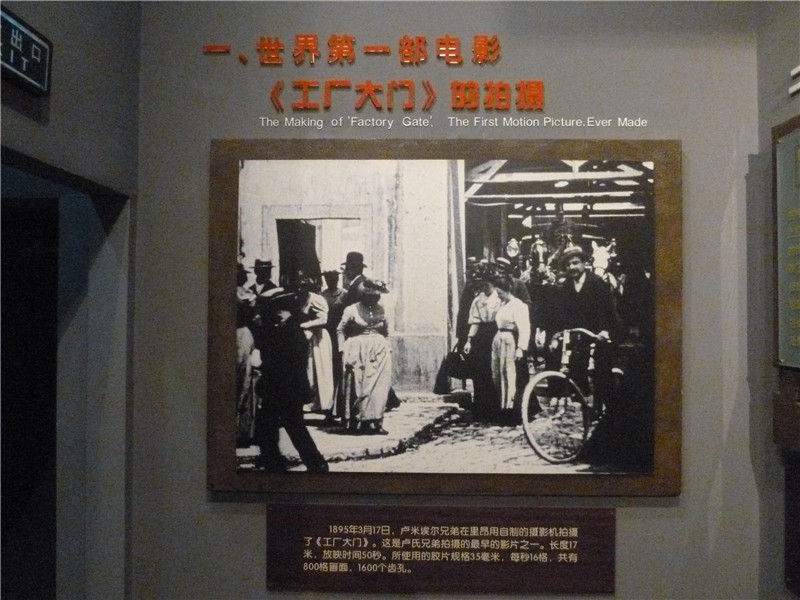 出口
一、世界第一部电影
《工厂大门》的拍摄
The Making of 'Factory Gate'. The First Motion Picture.Ever Made
1895年3月17日，卢米埃尔兄弟在里昂用自制的摄影机拍摄
了《工厂大门》。这是卢氏兄弟拍摄的最早的影片之一。长度17
米，放映时间50秒。所使用的胶片规格35毫米，每秒16格，共有
800格画面，1600个齿孔。